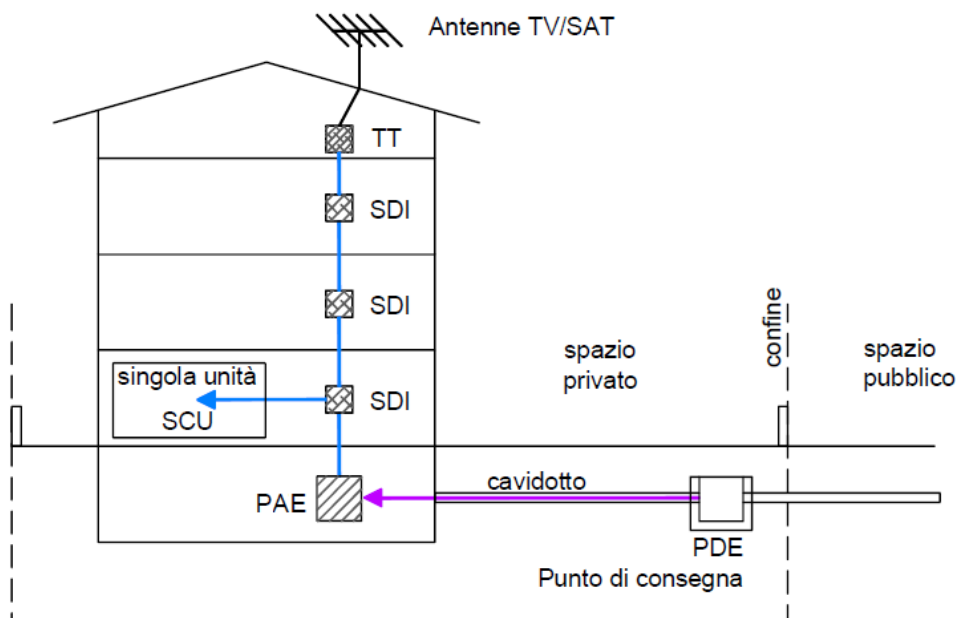 Antenne TV/SAT
TT
SDI
SDI
confine
spazio
privato
spazio
pubblico
singola unità
SCU
SDI
cavidotto
PAE
PDE
Punto di consegna